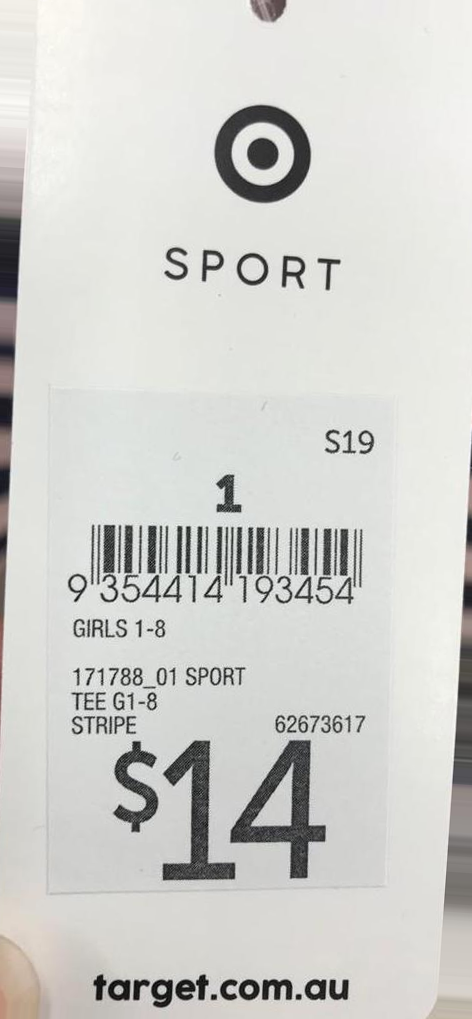 SPORT
S19
1
9 354414 193454
GIRLS 1-8
171788_01 SPORT
TEE G1-8
STRIPE 62673617
$14
target.com.au